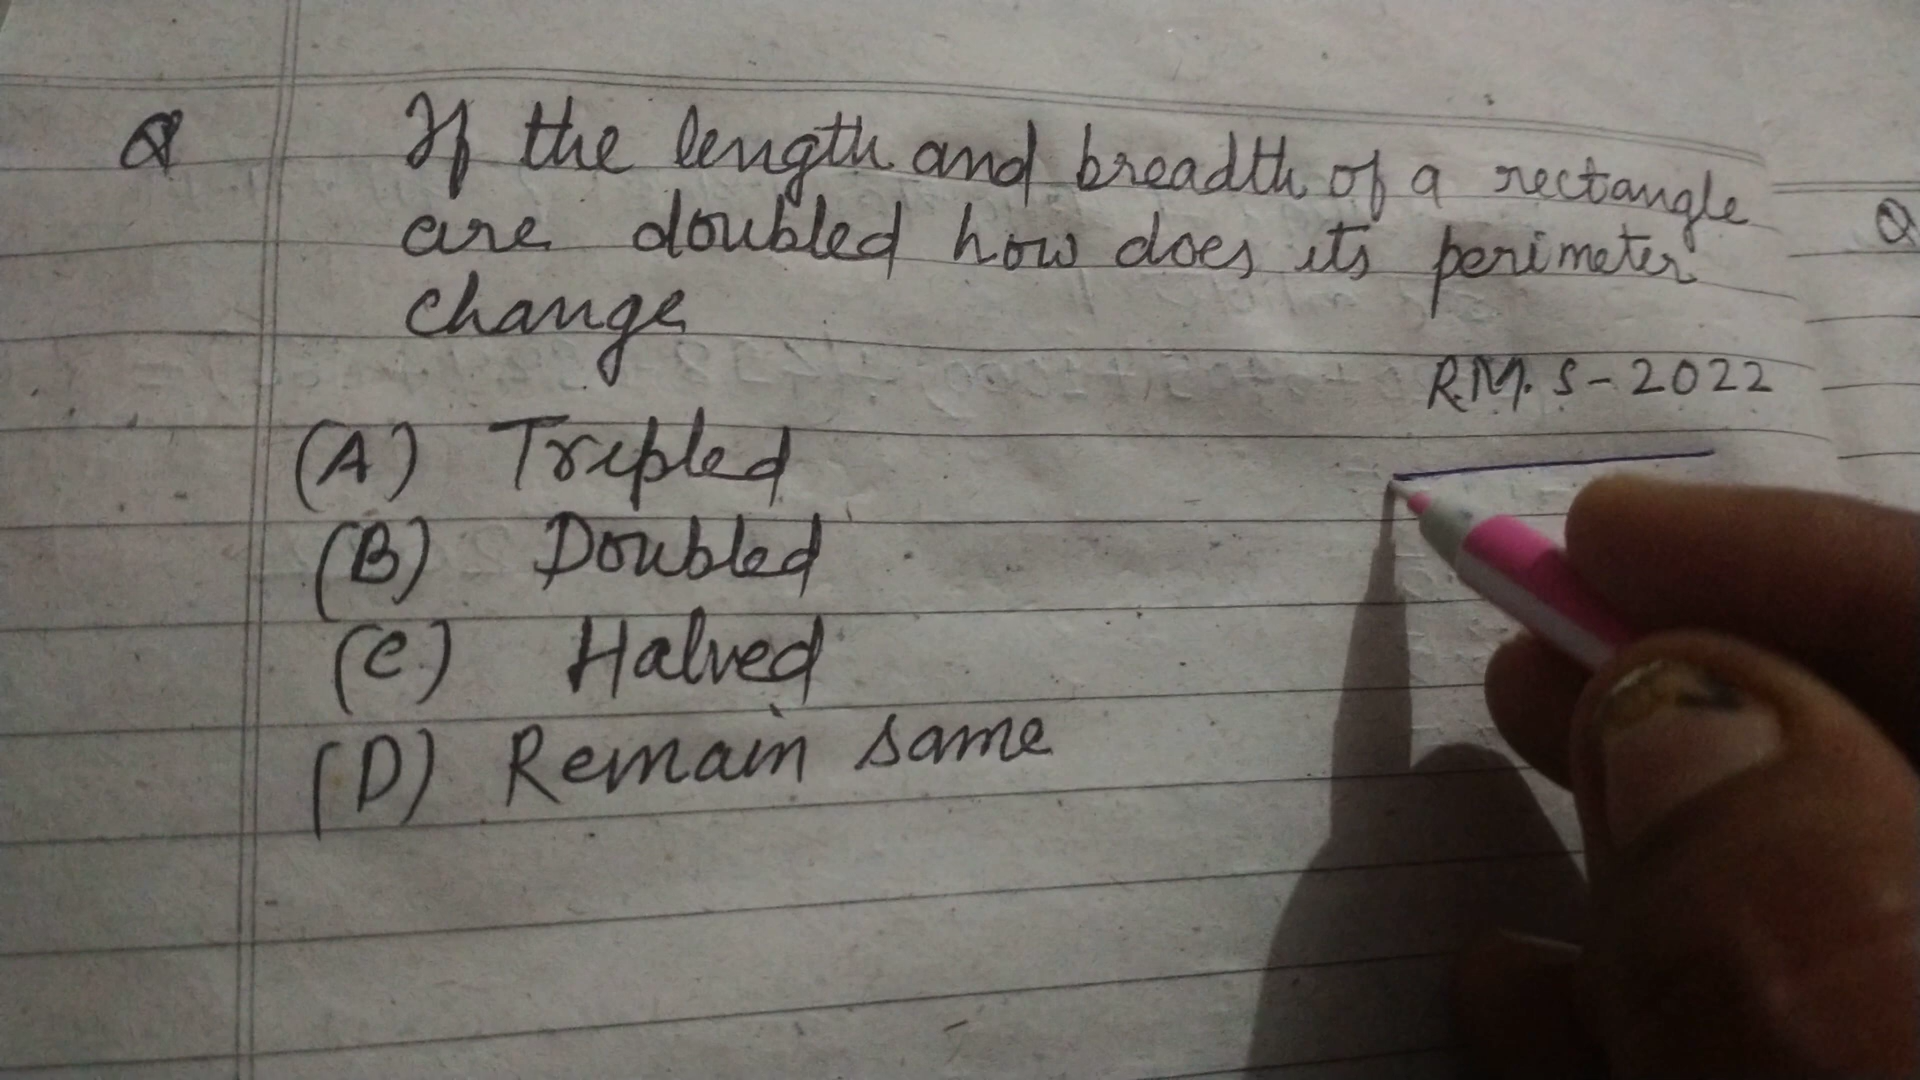 Q If the length and breadth of a rectangle
are doubled how does its perimeter
change
R.M.S-2022
(A) Tripled
(B) Doubled
(C) Halved
(D) Remain same
Q